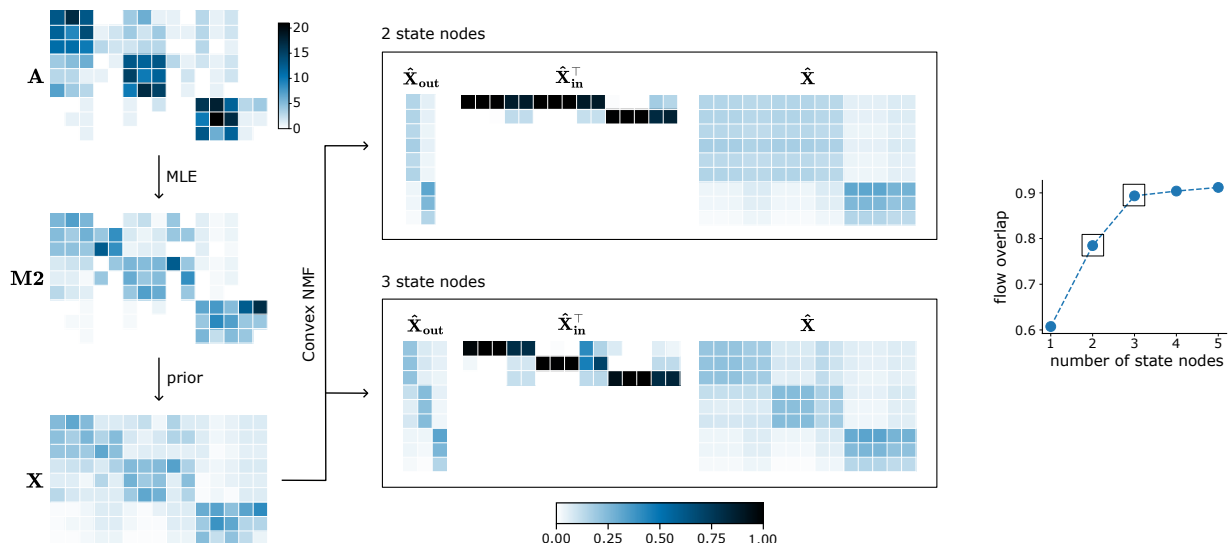 A
20
15
10
5
0
MLE
M2
prior
X
Convex NMF
2 state nodes
X̂out
X̂in⊤
X̂
3 state nodes
X̂out
X̂in⊤
X̂
0.00 0.25 0.50 0.75 1.00
flow overlap
0.9
0.8
0.7
0.6
1 2 3 4 5
number of state nodes